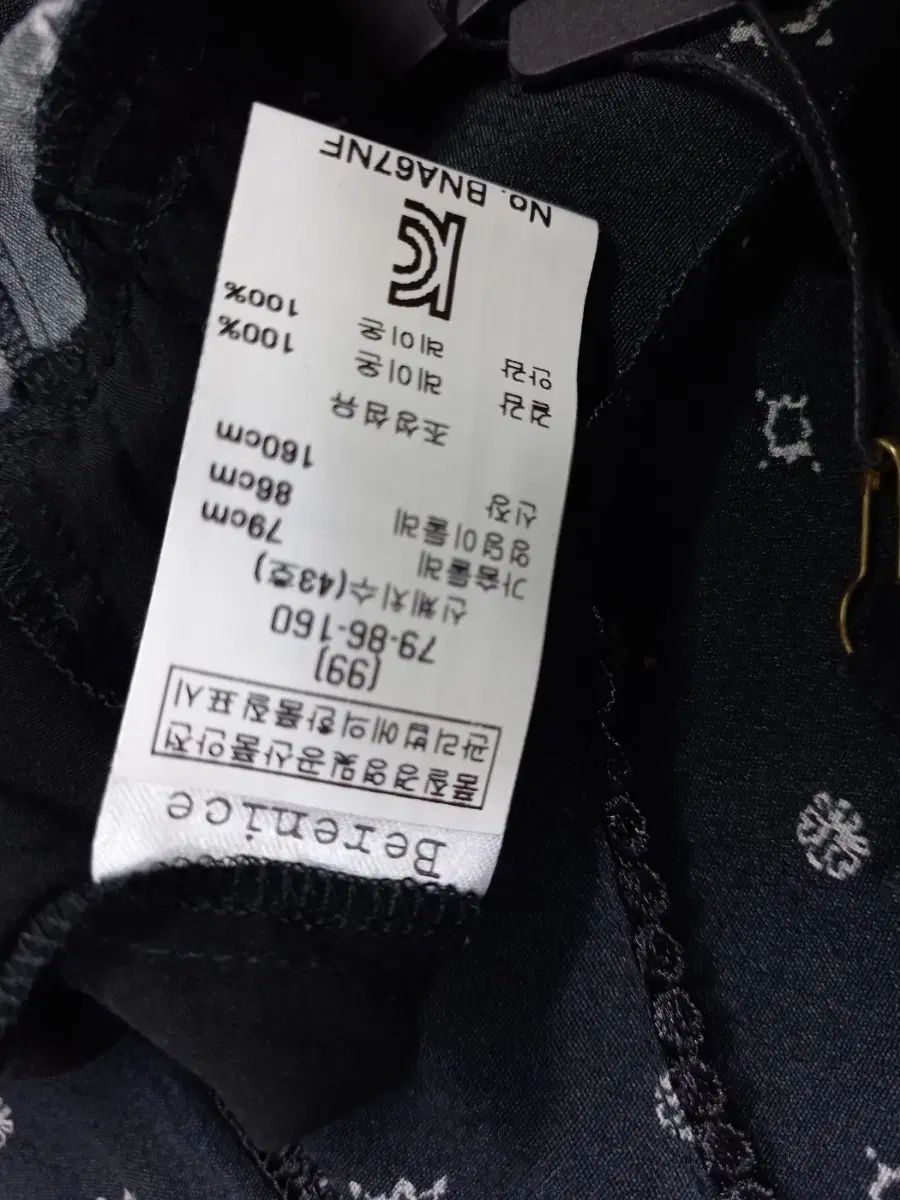 Berenice
품질경영및공산품안전
관리법에의한품질표시
(99)
79-86-160
신체치수(43호)
가슴둘레 79cm
엉덩이둘레 86cm
신장 160cm
조성섬유
겉감 레이온 100%
안감 레이온 100%
No. BNA67NF